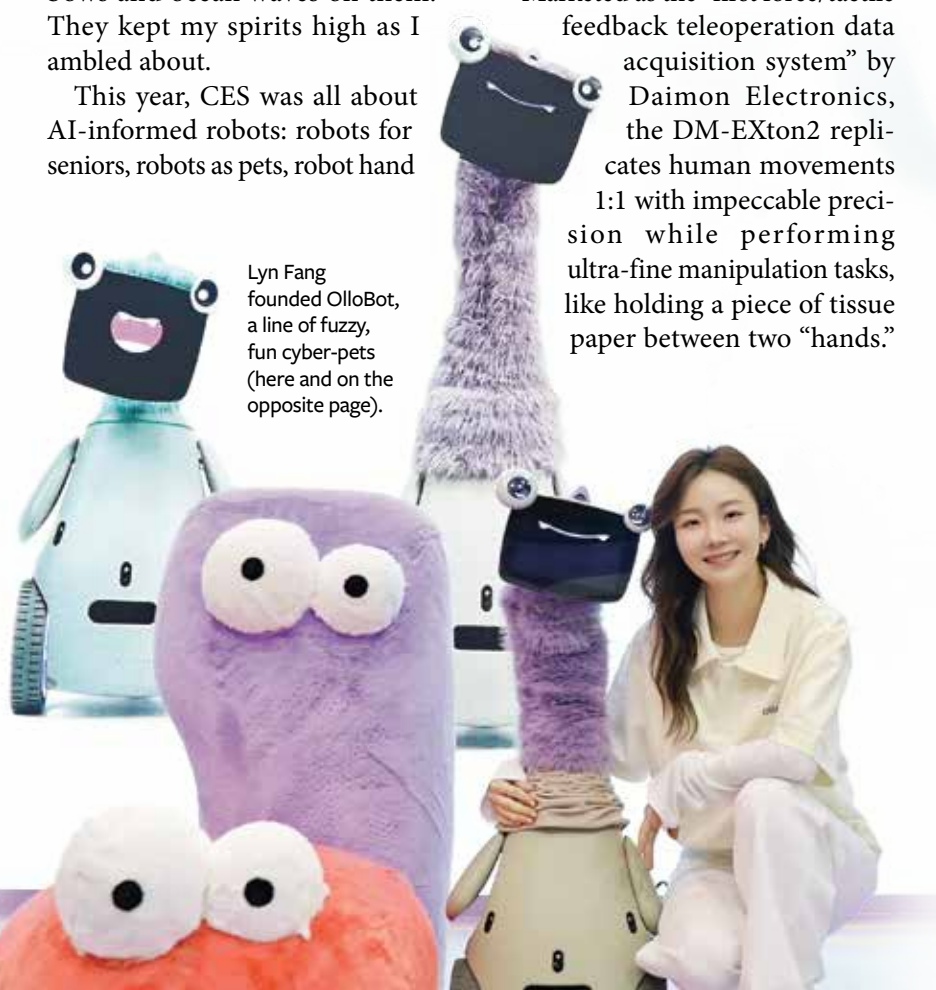 They kept my spirits high as I
ambled about.
This year, CES was all about
AI-informed robots: robots for
seniors, robots as pets, robot hand
Lyn Fang
founded OlloBot,
a line of fuzzy,
fun cyber-pets
(here and on the
opposite page).
feedback teleoperation data
acquisition system” by
Daimon Electronics,
the DM-EXton2 repli-
cates human movements
1:1 with impeccable preci-
sion while performing
ultra-fine manipulation tasks,
like holding a piece of tissue
paper between two “hands.”